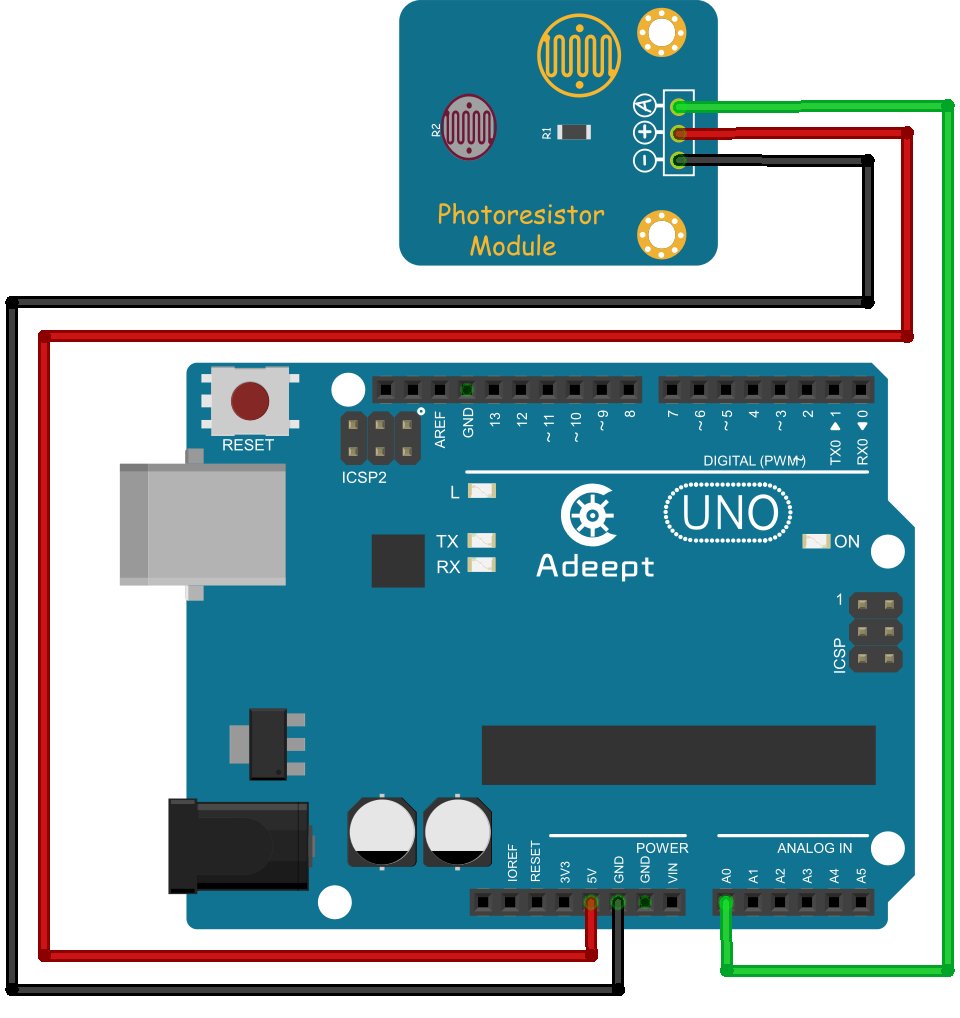 A
+
-
R2
R1
Photoresistor
Module
RESET
ICSP2
AREF
GND
13
12
~ 11
~ 10
~ 9
8
7
~ 6
~ 5
4
~ 3
2
TX0 ▶ 1
RX0 ◀ 0
DIGITAL (PWM~)
L
TX
RX
Adeept
UNO
ON
1
ICSP
POWER
ANALOG IN
IOREF
RESET
3V3
5V
GND
GND
VIN
A0
A1
A2
A3
A4
A5